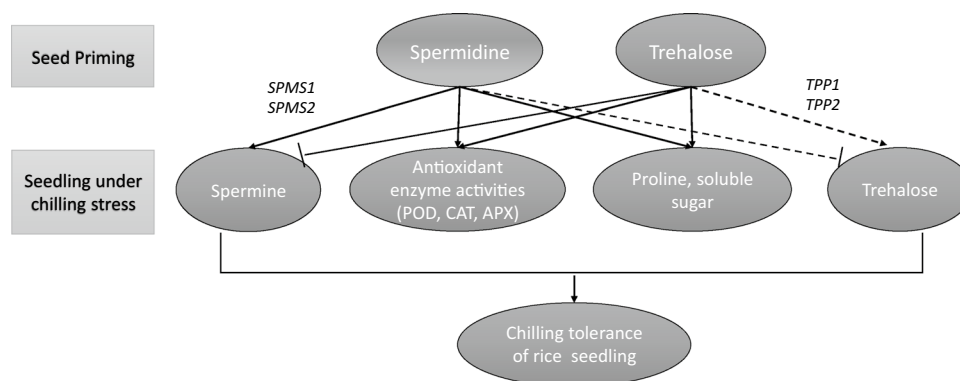 Seed Priming
Spermidine
Trehalose
SPMS1
SPMS2
TPP1
TPP2
Seedling under
chilling stress
Spermine
Antioxidant
enzyme activities
(POD, CAT, APX)
Proline, soluble
sugar
Trehalose
Chilling tolerance
of rice seedling